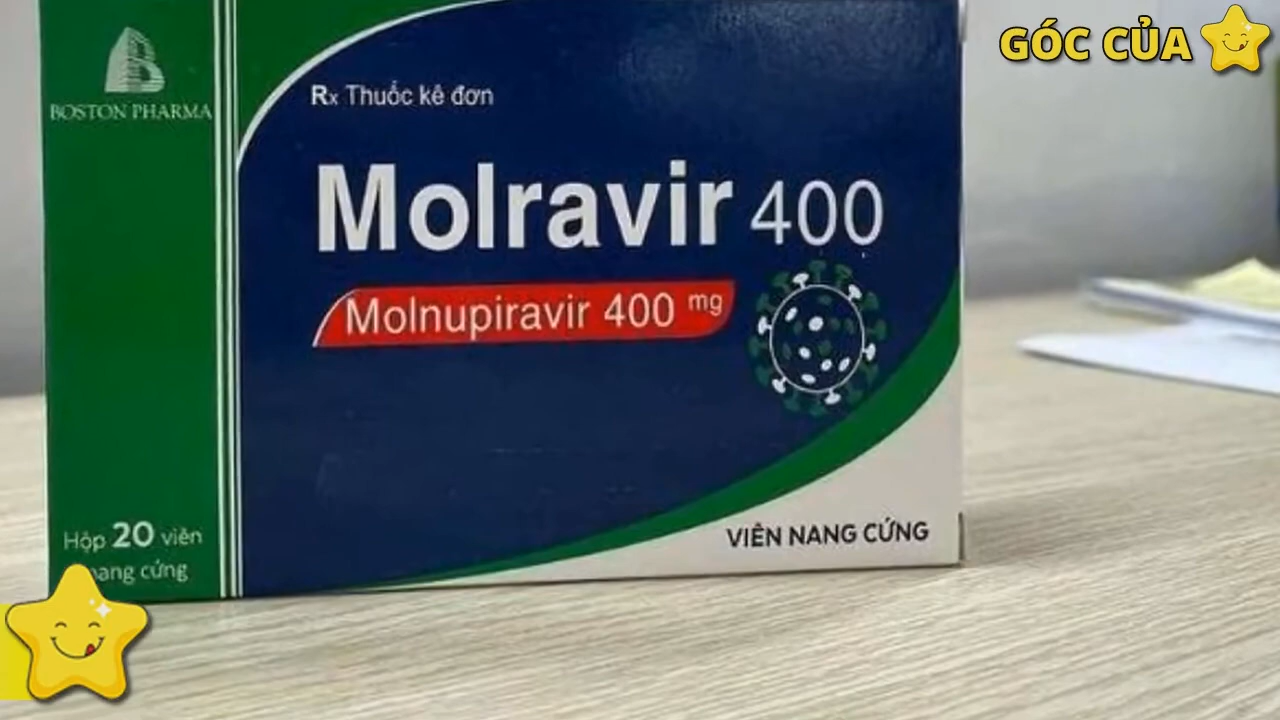 GÓC CỦA
BOSTON PHARMA
Rx Thuốc kê đơn
Molravir 400
Molnupiravir 400 mg
Hộp 20 viên
nang cứng
VIÊN NANG CỨNG